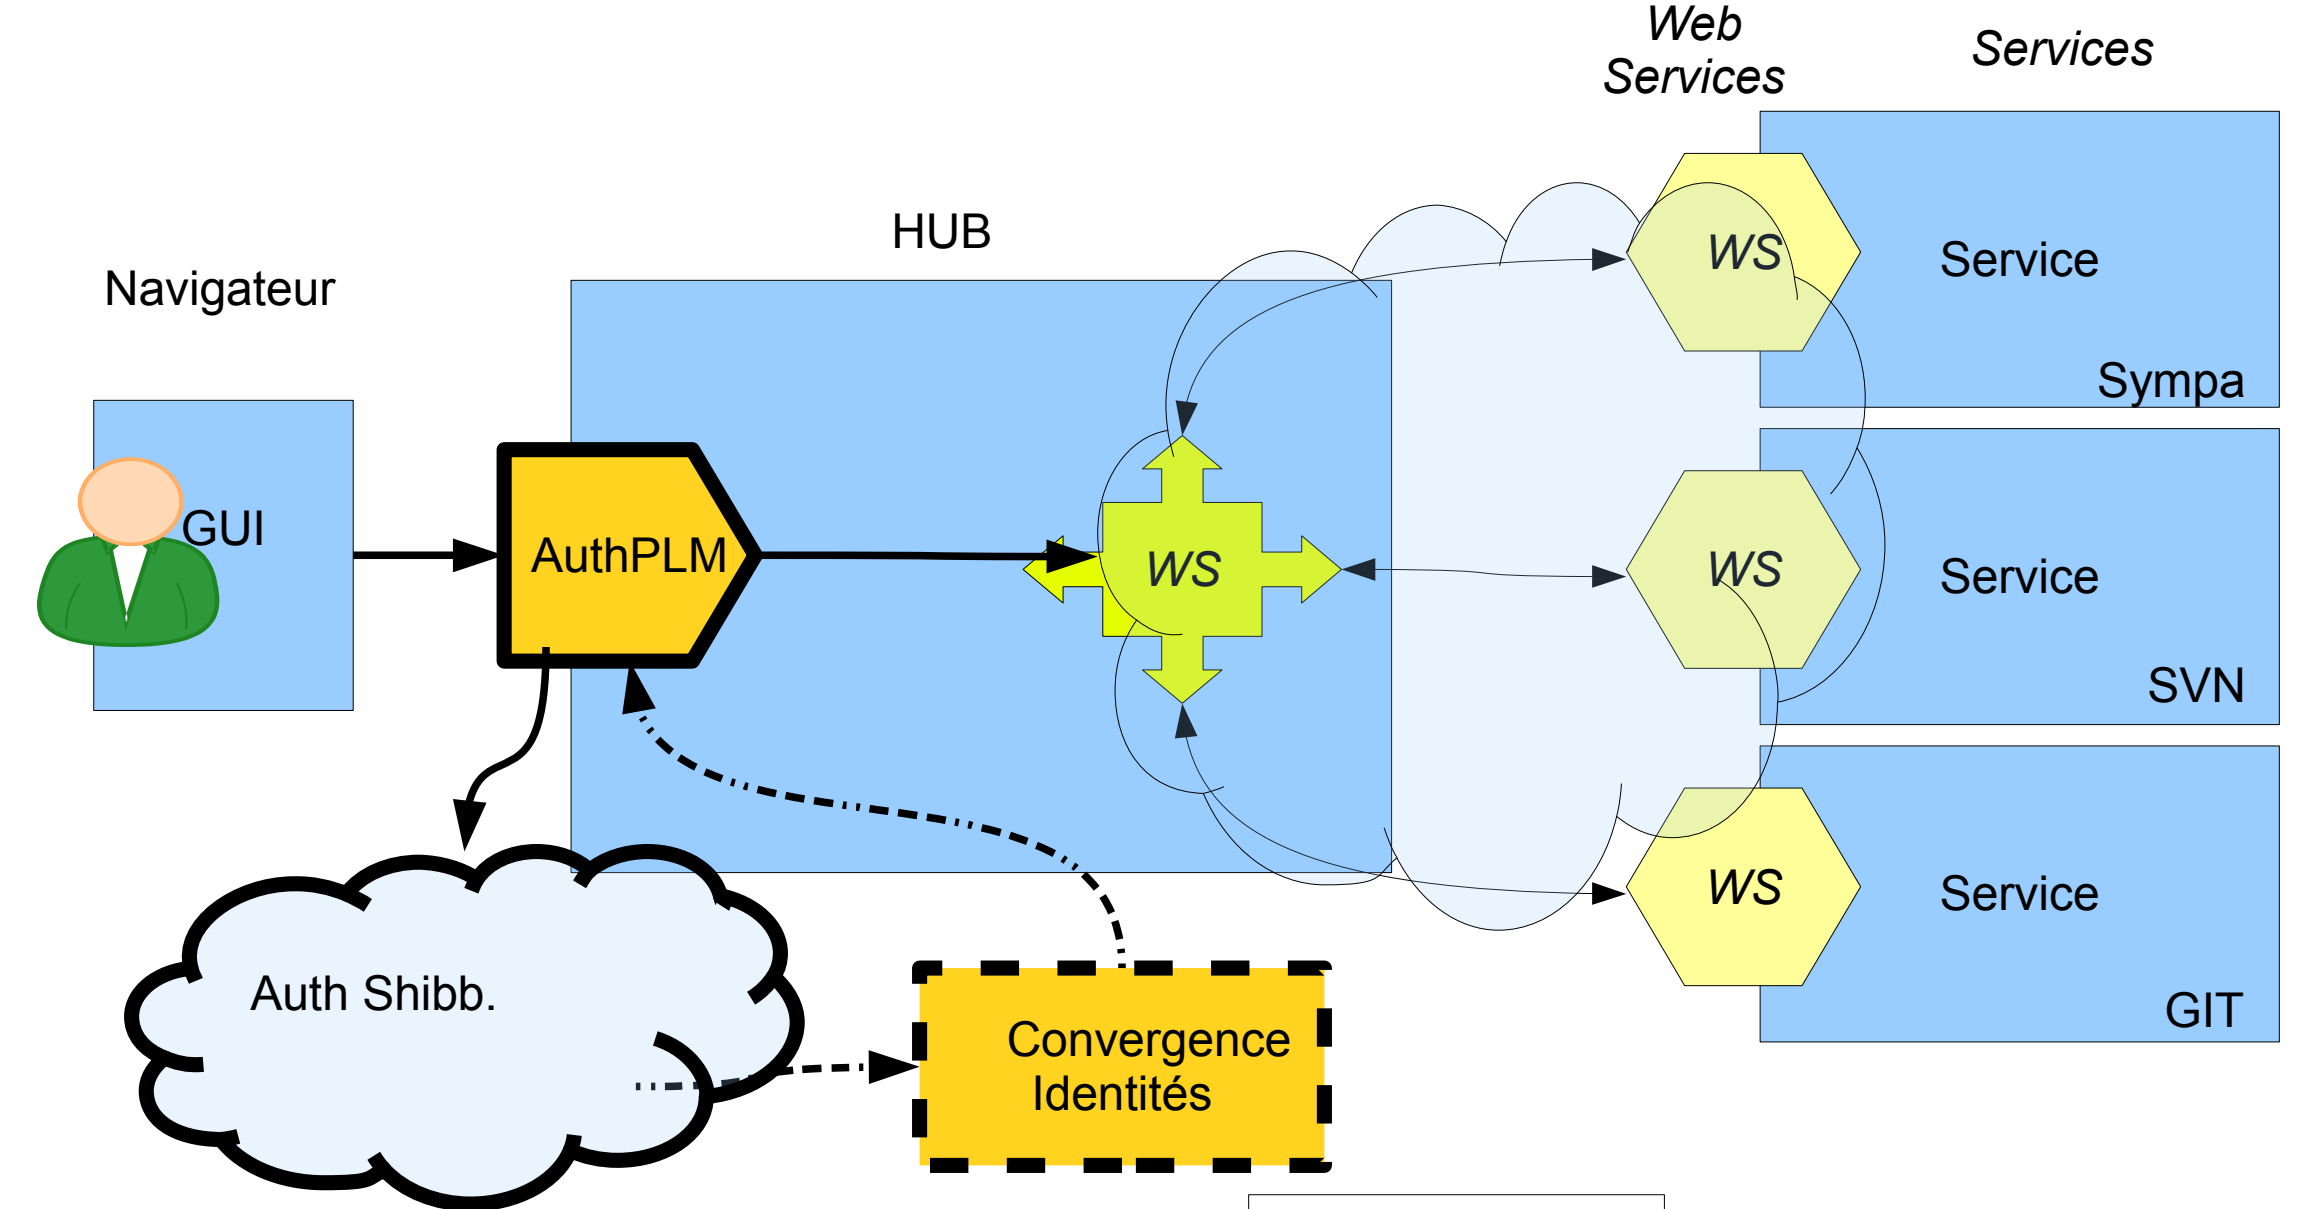 Web
Services
Services
HUB
Navigateur
WS
Service
Sympa
GUI
AuthPLM
WS
WS
Service
SVN
WS
Service
GIT
Auth Shibb.
Convergence
Identités